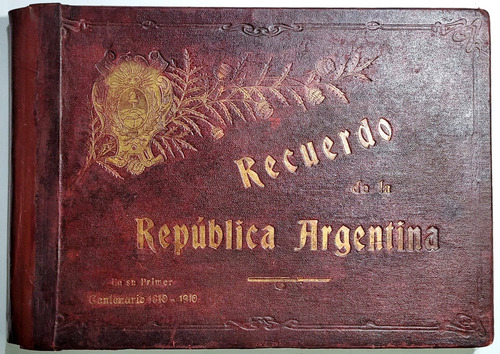 Recuerdo
de la
República Argentina
En su Primer
Centenario 1810 - 1910